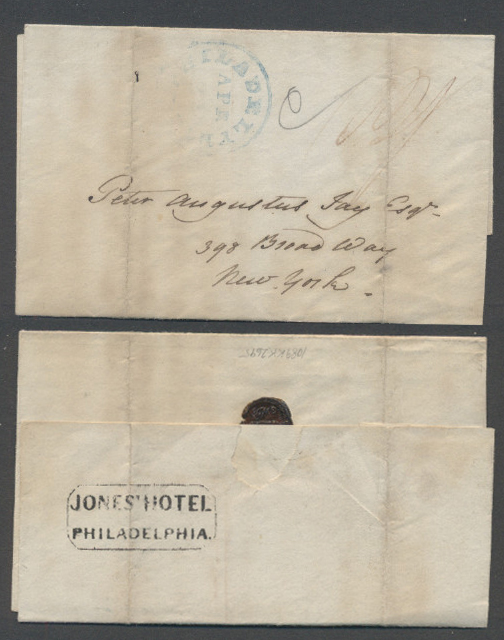 Peter Augustus Jay Esqr.
398 Broad Way
New York
JONES' HOTEL
PHILADELPHIA.